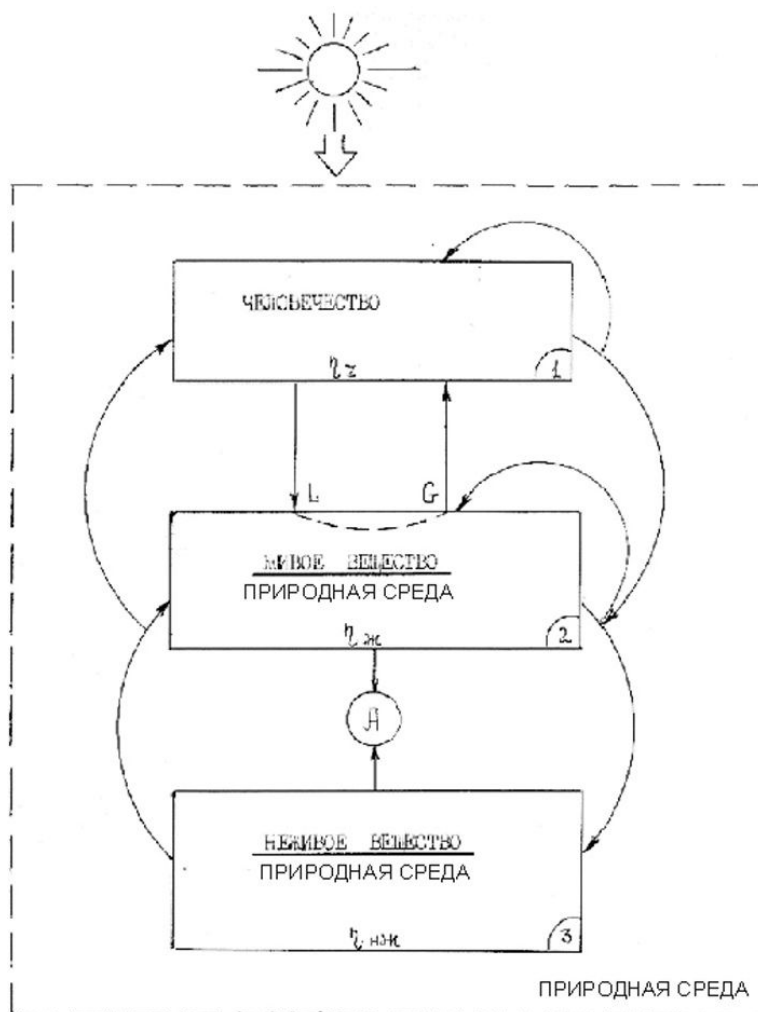 ЧЕЛОВЕЧЕСТВО
η z
1
L G
ЖИВОЕ ВЕЩЕСТВО
ПРИРОДНАЯ СРЕДА
η ж
2
А
НЕЖИВОЕ ВЕЩЕСТВО
ПРИРОДНАЯ СРЕДА
η нж
3
ПРИРОДНАЯ СРЕДА